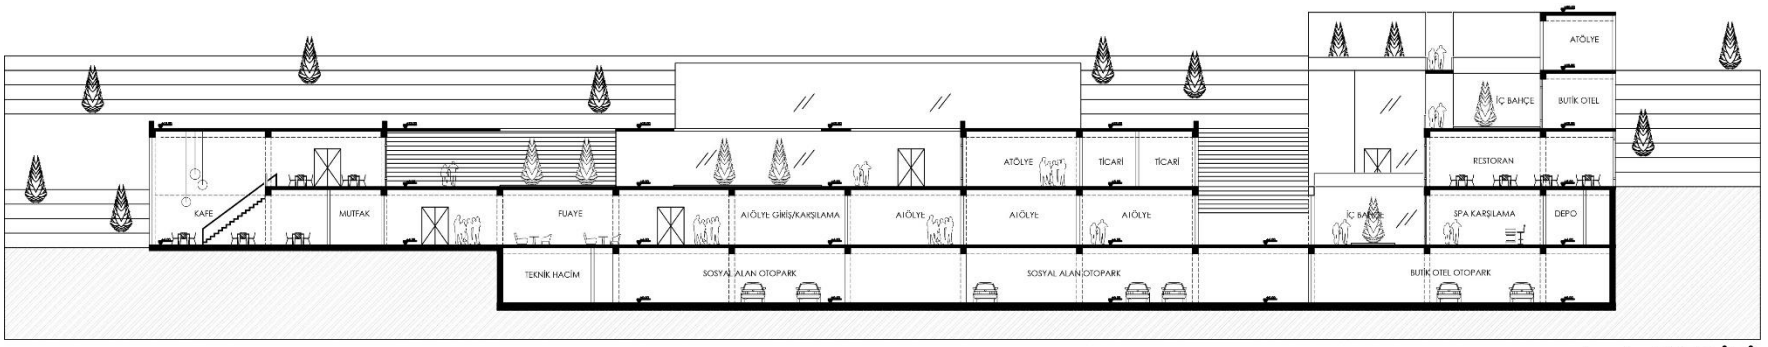 ATÖLYE
İÇ BAHÇE
BUTİK OTEL
ATÖLYE
TİCARİ
TİCARİ
RESTORAN
KAFE
MUTFAK
FUAYE
ATÖLYE GİRİŞ/KARŞILAMA
ATÖLYE
ATÖLYE
ATÖLYE
İÇ BAHÇE
SPA KARŞILAMA
DEPO
TEKNİK HACİM
SOSYAL ALAN OTOPARK
SOSYAL ALAN OTOPARK
BUTİK OTEL OTOPARK